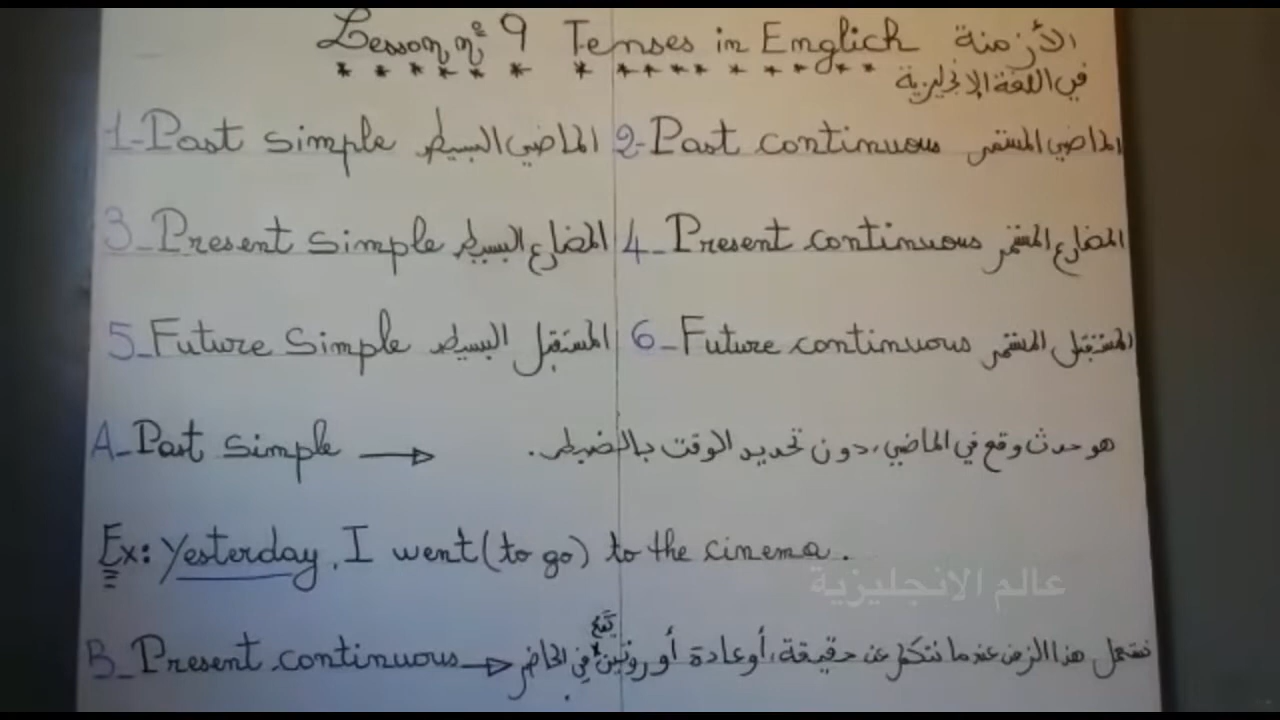 Lesson n° 9 Tenses in Englich الأزمنة
في اللغة الإنجليزية
1-Past simple الماضي البسيط 2-Past continuous الماضي المستمر
3-Present simple المضارع البسيط 4-Present continuous المضارع المستمر
5-Future simple المستقبل البسيط 6-Future continuous المستقبل المستمر
A-Past simple → هو حدث وقع في الماضي، دون تحديد الوقت بالضبط.
Ex: Yesterday, I went (to go) to the cinema.
عالم الانجليزية
B-Present continuous → نستعمل هذا الزمن عندما نتكلم عن حقيقة، أو عادة أو روتين يقع في الحاضر.